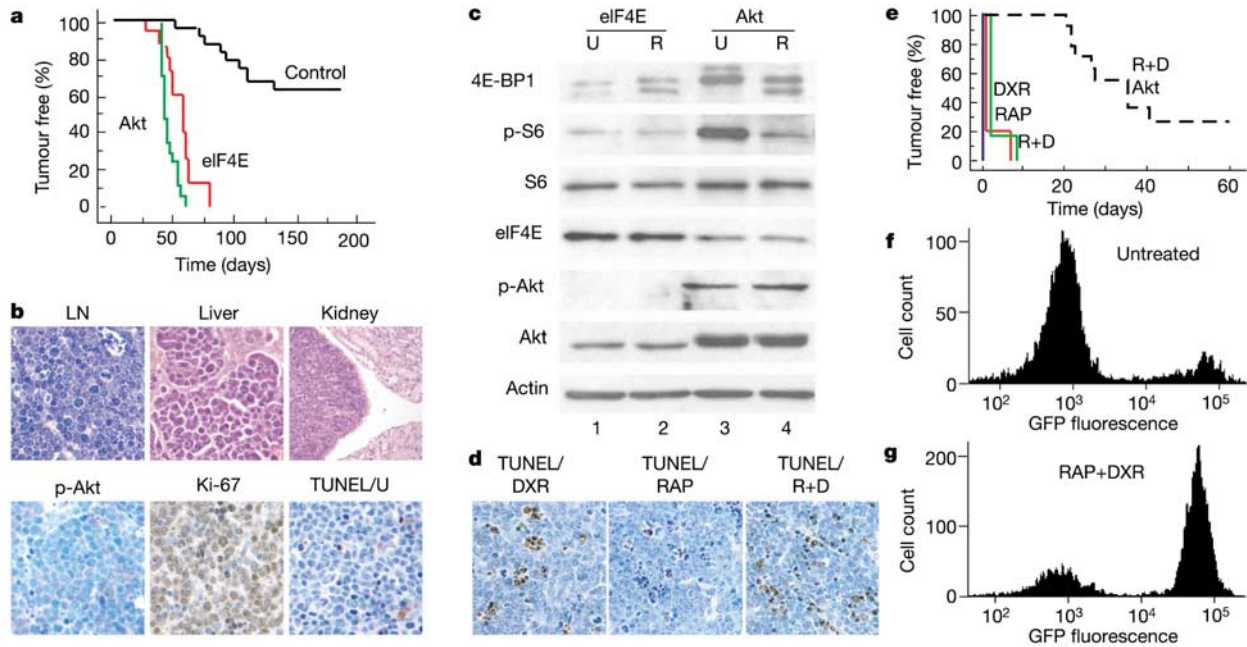 a
Tumour free (%)
100
80
60
40
20
0
Control
Akt
eIF4E
0 50 100 150 200
Time (days)
b
LN Liver Kidney
p-Akt Ki-67 TUNEL/U
c
eIF4E Akt
U R U R
4E-BP1
p-S6
S6
eIF4E
p-Akt
Akt
Actin
1 2 3 4
d
TUNEL/ TUNEL/ TUNEL/
DXR RAP R+D
e
Tumour free (%)
100
80
60
40
20
0
R+D
Akt
DXR
RAP
R+D
0 20 40 60
Time (days)
f
Untreated
Cell count
100
50
0
10² 10³ 10⁴ 10⁵
GFP fluorescence
g
RAP+DXR
Cell count
200
100
0
10² 10³ 10⁴ 10⁵
GFP fluorescence